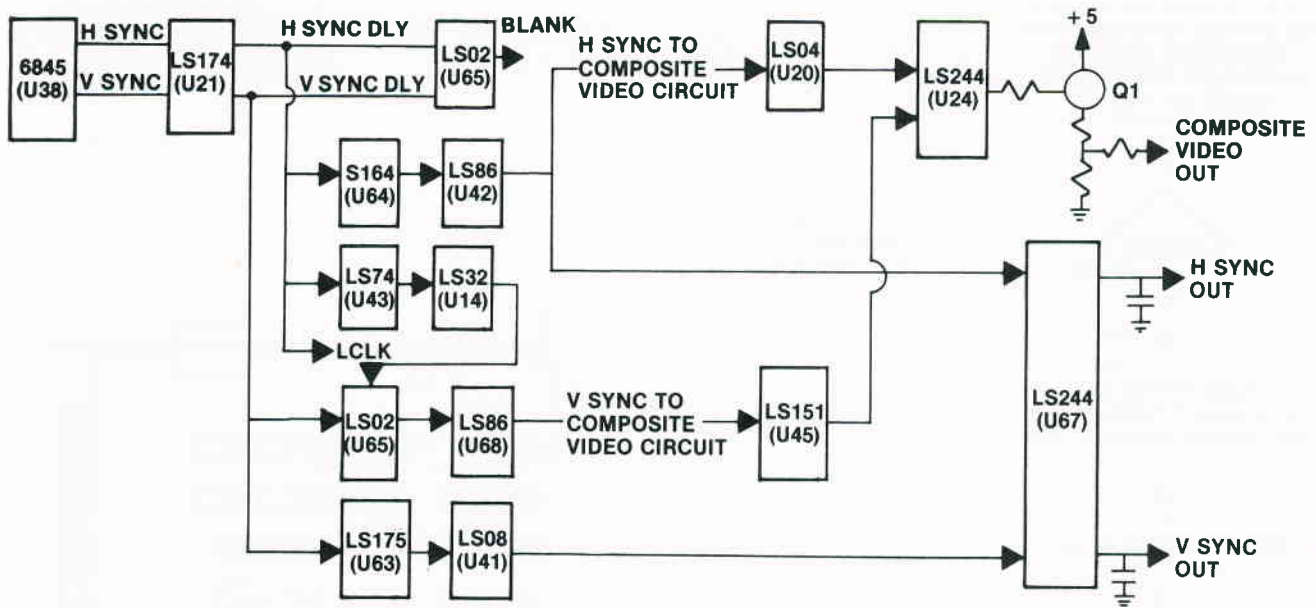 6845
(U38)
H SYNC
V SYNC
LS174
(U21)
H SYNC DLY
V SYNC DLY
LS02
(U65)
BLANK
H SYNC TO
COMPOSITE
VIDEO CIRCUIT
LS04
(U20)
LS244
(U24)
+5
Q1
COMPOSITE
VIDEO
OUT
S164
(U64)
LS86
(U42)
LS74
(U43)
LS32
(U14)
LCLK
LS02
(U65)
LS86
(U68)
V SYNC TO
COMPOSITE
VIDEO CIRCUIT
LS151
(U45)
LS244
(U67)
H SYNC
OUT
LS175
(U63)
LS08
(U41)
V SYNC
OUT